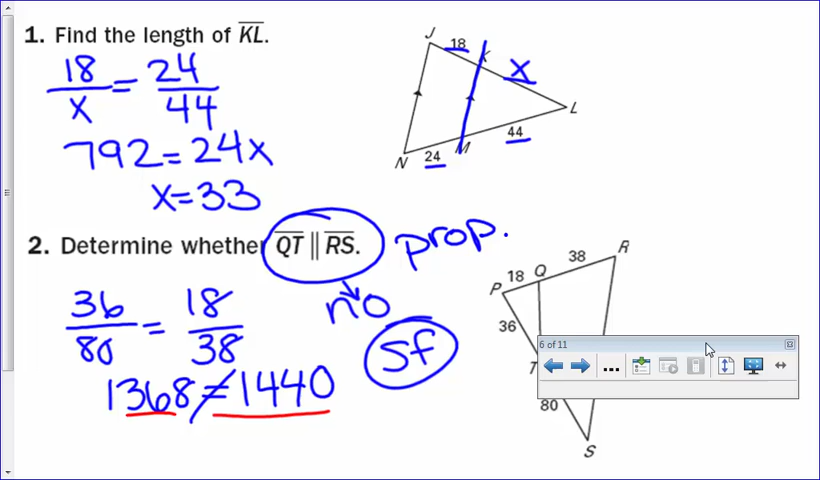 1. Find the length of KL.
18/x = 24/44
792 = 24x
x = 33
J
18
K
x
L
44
M
24
N
2. Determine whether QT || RS.
prop.
no
sf
36/80 = 18/38
1368 ≠ 1440
R
38
Q
18
P
36
T
80
S
6 of 11
...